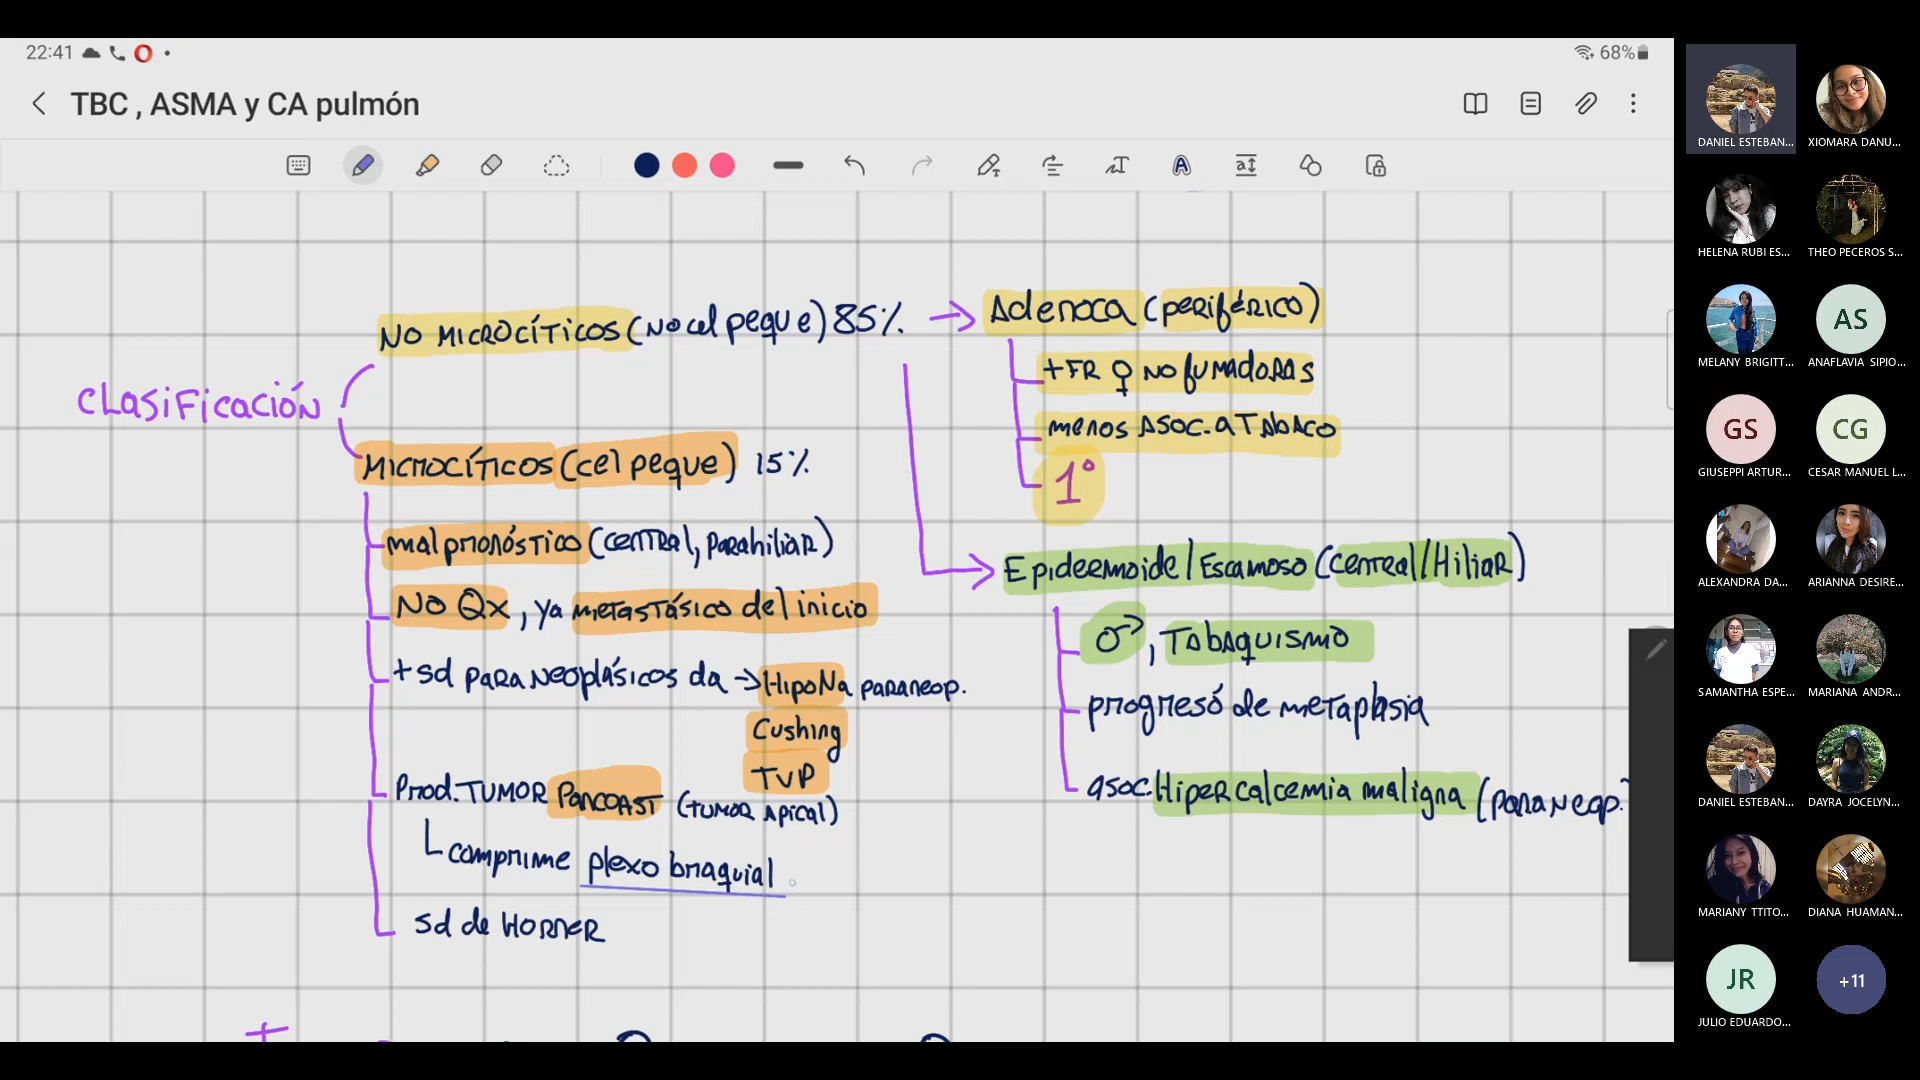 22:41
68%
TBC , ASMA y CA pulmón
NO MICROCÍTICOS (NO cel peque) 85%
Adenoca (periférico)
+FR ♀ NO fumadoras
menos asoc. a Tabaco
1°
Clasificación
MICROCÍTICOS (cel peque) 15%
mal pronóstico (central, parahiliar)
NO Qx, ya metastásico del inicio
+ sd paraneoplásicos da → HipoNa paraneop.
Cushing
TVP
Prod. TUMOR PANCOAST (TUMOR Apical)
comprime plexo braquial
Sd de HORNER
Epidermoide/Escamoso (central/Hiliar)
♂, Tabaquismo
progresó de metaplasia
asoc. Hipercalcemia maligna (paraneop.
DANIEL ESTEBAN...
XIOMARA DANU...
HELENA RUBI ES...
THEO PECEROS S...
MELANY BRIGITT...
AS
ANAFLAVIA SIPIO...
GS
GIUSEPPI ARTUR...
CG
CESAR MANUEL L...
ALEXANDRA DA...
ARIANNA DESIRE...
SAMANTHA ESPE...
MARIANA ANDR...
DANIEL ESTEBAN...
DAYRA JOCELYN...
MARIANY TTITO...
DIANA HUAMAN...
JR
JULIO EDUARDO...
+11